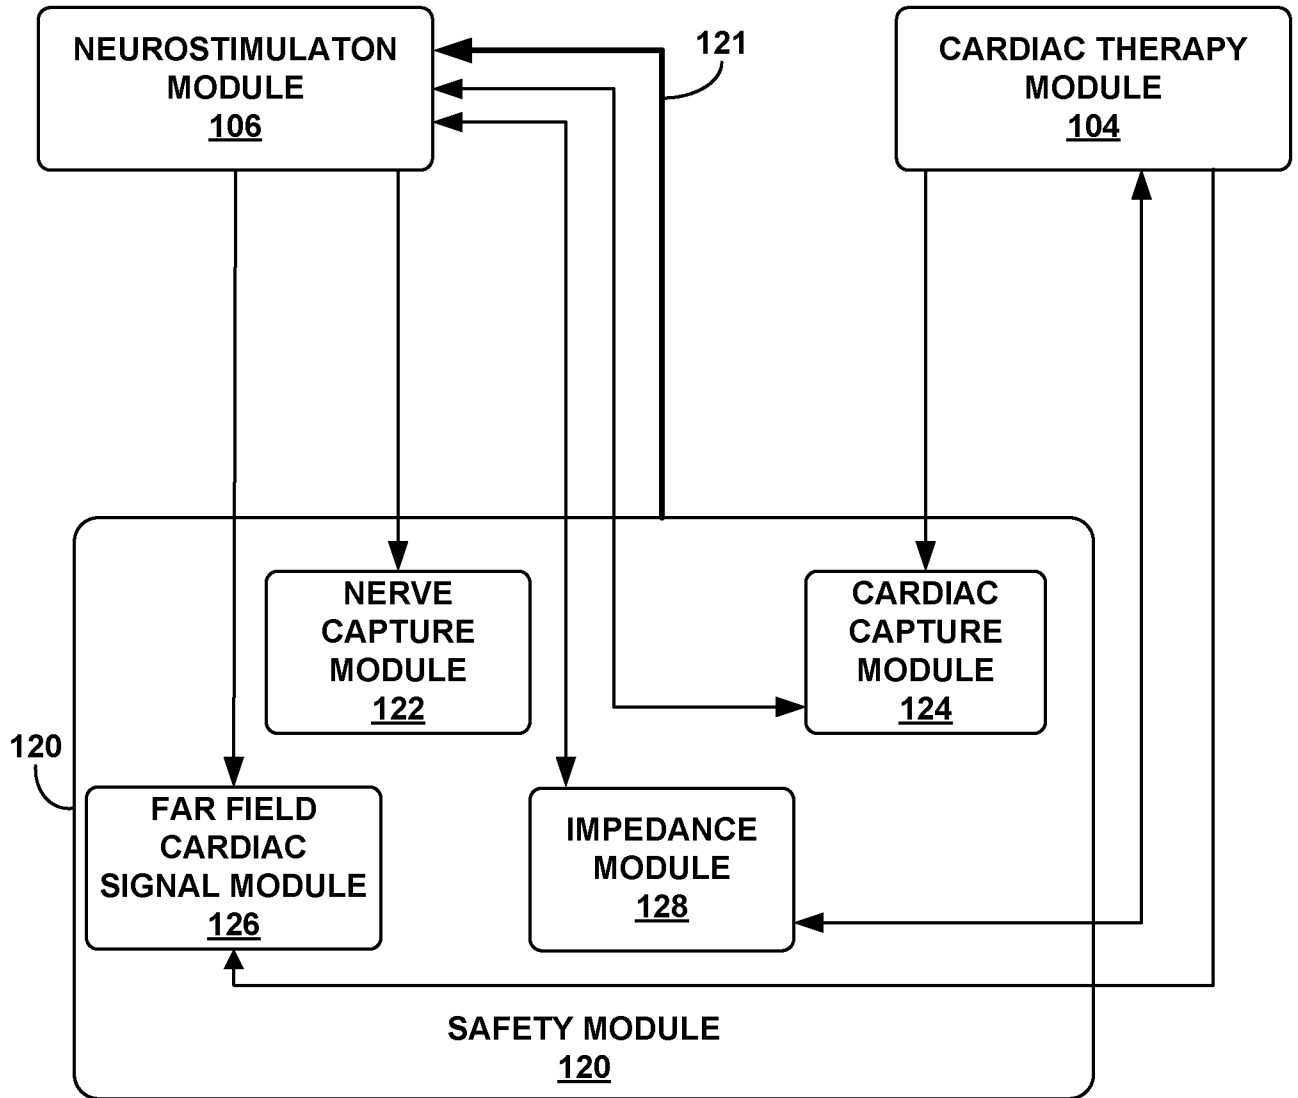 NEUROSTIMULATON
MODULE
106
121
CARDIAC THERAPY
MODULE
104
NERVE
CAPTURE
MODULE
122
CARDIAC
CAPTURE
MODULE
124
120
FAR FIELD
CARDIAC
SIGNAL MODULE
126
IMPEDANCE
MODULE
128
SAFETY MODULE
120